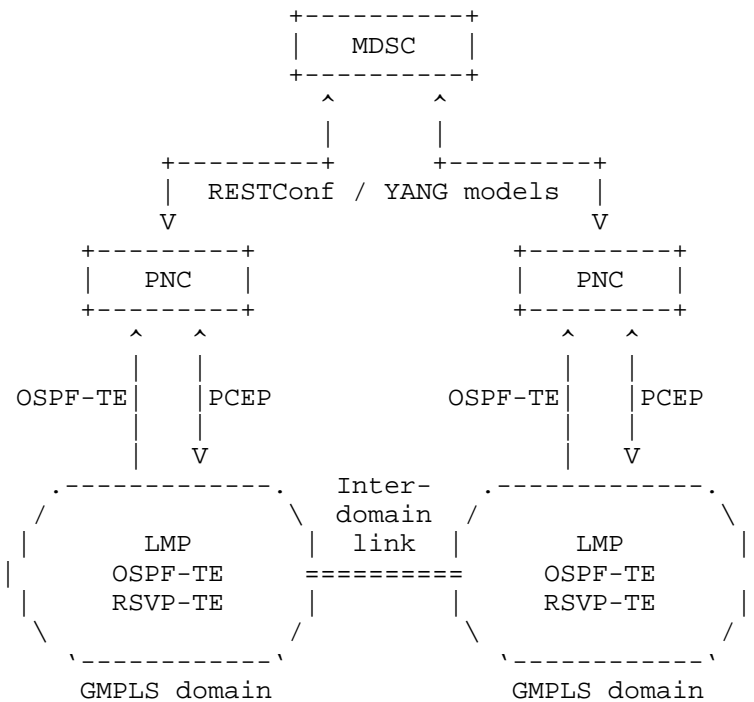 MDSC
RESTConf / YANG models
PNC PNC
OSPF-TE PCEP OSPF-TE PCEP
Inter-
domain
LMP link LMP
OSPF-TE OSPF-TE
RSVP-TE RSVP-TE
GMPLS domain GMPLS domain